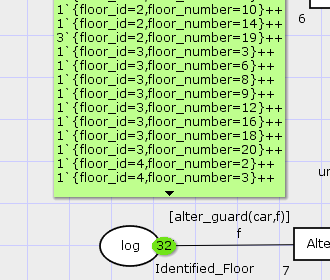 1`{floor_id=2,floor_number=10}++
6
1`{floor_id=2,floor_number=14}++
3`{floor_id=2,floor_number=19}++
1`{floor_id=3,floor_number=3}++
1`{floor_id=3,floor_number=6}++
1`{floor_id=3,floor_number=8}++
1`{floor_id=3,floor_number=9}++
1`{floor_id=3,floor_number=12}++
1`{floor_id=3,floor_number=16}++
1`{floor_id=3,floor_number=18}++
1`{floor_id=3,floor_number=20}++
1`{floor_id=4,floor_number=2}++
1`{floor_id=4,floor_number=3}++
[alter_guard(car,f)]
f
log
32
Alte
Identified_Floor
7